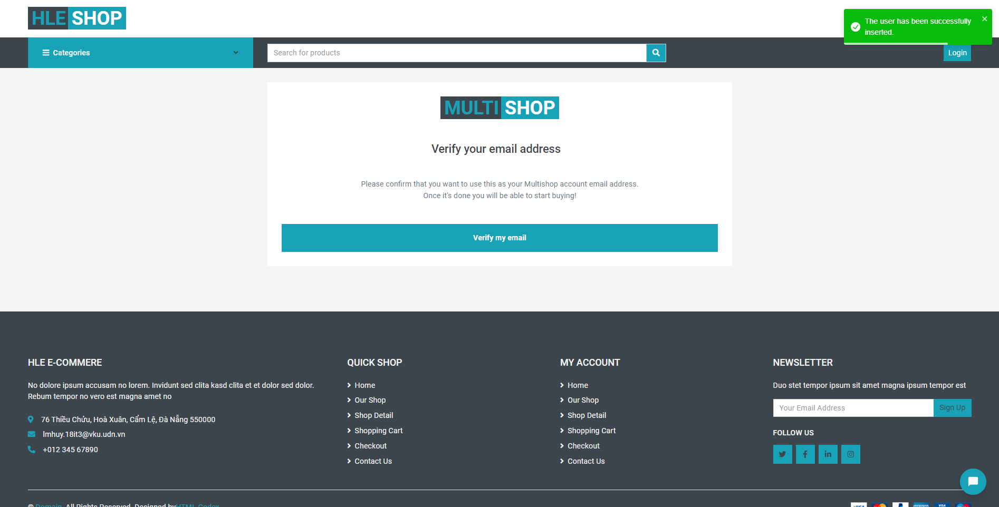 HLE SHOP
The user has been successfully
inserted.
Categories
Search for products
Login
MULTI SHOP
Verify your email address
Please confirm that you want to use this as your Multishop account email address.
Once it's done you will be able to start buying!
Verify my email
HLE E-COMMERE
No dolore ipsum accusam no lorem. Invidunt sed clita kasd clita et et dolor sed dolor.
Rebum tempor no vero est magna amet no
76 Thiều Chửu, Hoà Xuân, Cẩm Lệ, Đà Nẵng 550000
lmhuy.18it3@vku.udn.vn
+012 345 67890
QUICK SHOP
Home
Our Shop
Shop Detail
Shopping Cart
Checkout
Contact Us
MY ACCOUNT
Home
Our Shop
Shop Detail
Shopping Cart
Checkout
Contact Us
NEWSLETTER
Duo stet tempor ipsum sit amet magna ipsum tempor est
Your Email Address
Sign Up
FOLLOW US
© Domain. All Rights Reserved. Designed byHTML Codex
VISA
VISA